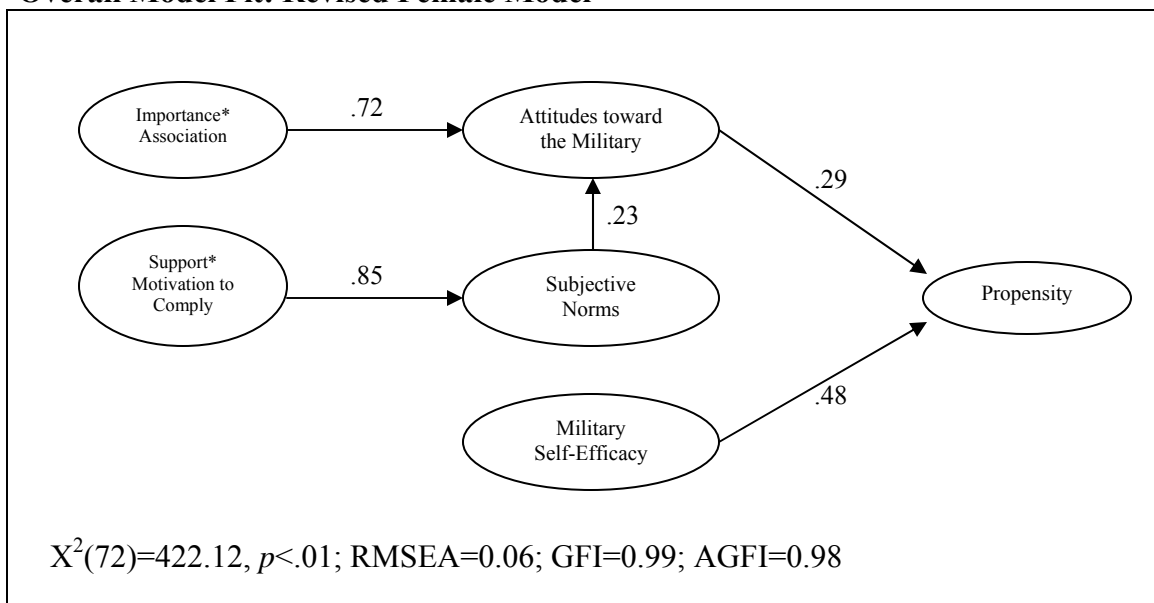 Overall Model Fit: Revised Female Model
Importance*
Association
.72
Attitudes toward
the Military
.29
.23
Support*
Motivation to
Comply
.85
Subjective
Norms
Propensity
.48
Military
Self-Efficacy
X²(72)=422.12, p<.01; RMSEA=0.06; GFI=0.99; AGFI=0.98